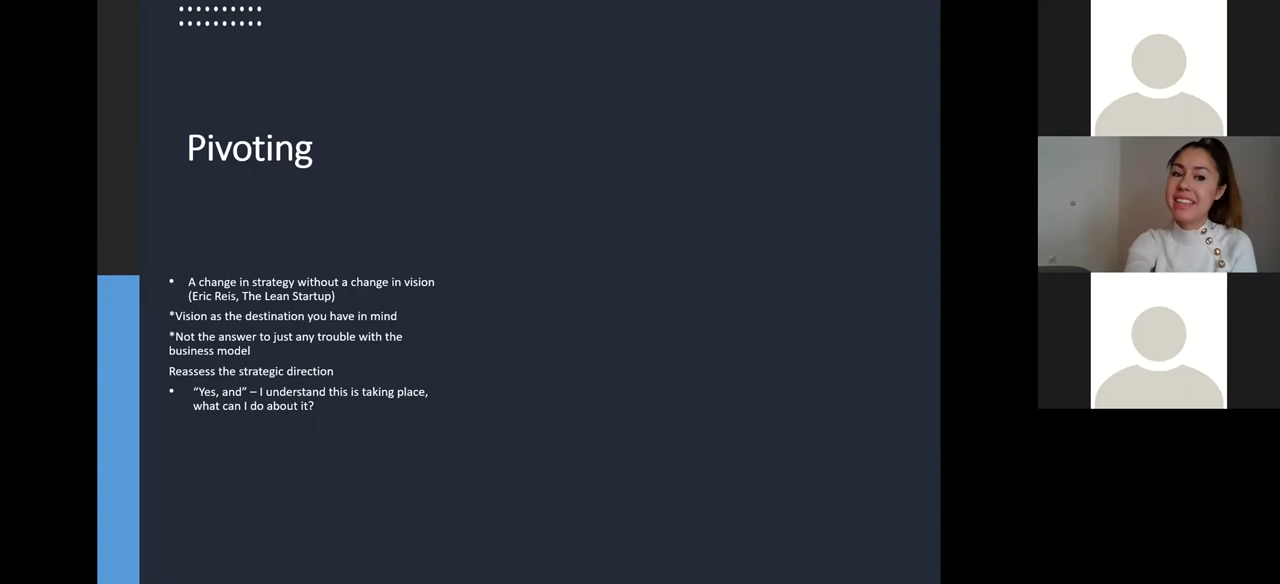 Pivoting
• A change in strategy without a change in vision
(Eric Reis, The Lean Startup)
*Vision as the destination you have in mind
*Not the answer to just any trouble with the
business model
Reassess the strategic direction
• “Yes, and” – I understand this is taking place,
what can I do about it?